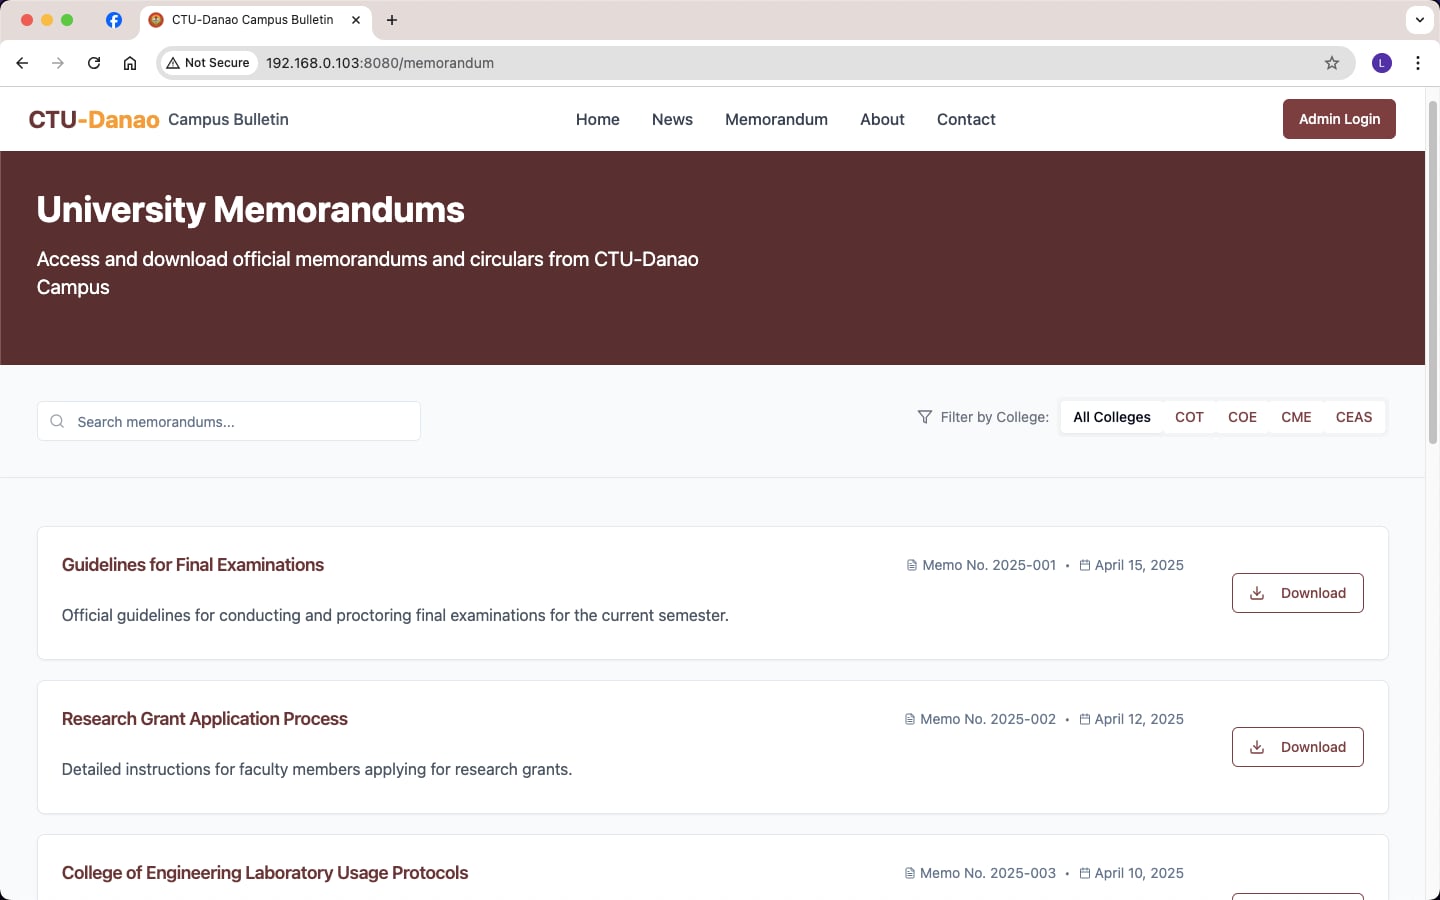 CTU-Danao Campus Bulletin
Not Secure 192.168.0.103:8080/memorandum
L
CTU-Danao Campus Bulletin
Home News Memorandum About Contact
Admin Login
University Memorandums
Access and download official memorandums and circulars from CTU-Danao
Campus
Search memorandums...
Filter by College: All Colleges COT COE CME CEAS
Guidelines for Final Examinations
Memo No. 2025-001 • April 15, 2025
Official guidelines for conducting and proctoring final examinations for the current semester.
Download
Research Grant Application Process
Memo No. 2025-002 • April 12, 2025
Detailed instructions for faculty members applying for research grants.
Download
College of Engineering Laboratory Usage Protocols
Memo No. 2025-003 • April 10, 2025